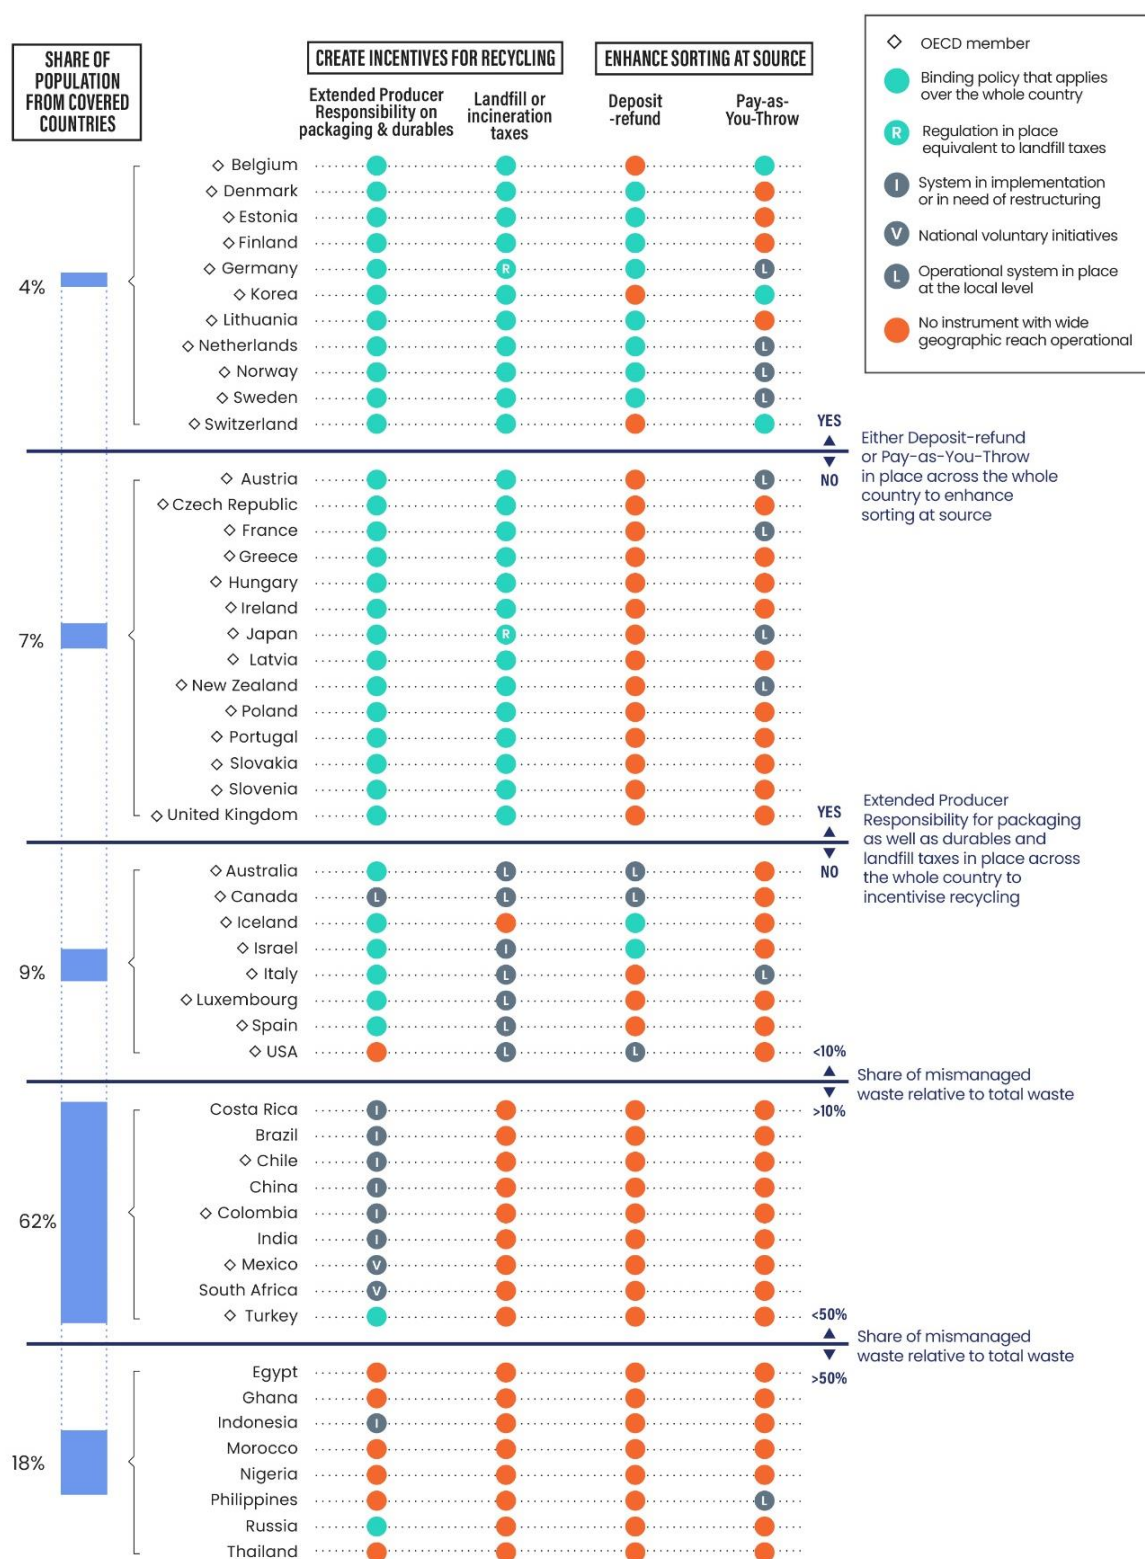 SHARE OF
POPULATION
FROM COVERED
COUNTRIES
CREATE INCENTIVES FOR RECYCLING
ENHANCE SORTING AT SOURCE
Extended Producer
Responsibility on
packaging & durables
Landfill or
incineration
taxes
Deposit
-refund
Pay-as-
You-Throw
OECD member
Binding policy that applies
over the whole country
R Regulation in place
equivalent to landfill taxes
I System in implementation
or in need of restructuring
V National voluntary initiatives
L Operational system in place
at the local level
No instrument with wide
geographic reach operational
4%
Belgium
Denmark
Estonia
Finland
Germany R L
Korea
Lithuania
Netherlands L
Norway L
Sweden L
Switzerland
YES
NO
Either Deposit-refund
or Pay-as-You-Throw
in place across the whole
country to enhance
sorting at source
7%
Austria L
Czech Republic
France L
Greece
Hungary
Ireland
Japan R L
Latvia
New Zealand L
Poland
Portugal
Slovakia
Slovenia
United Kingdom
YES
NO
Extended Producer
Responsibility for packaging
as well as durables and
landfill taxes in place across
the whole country to
incentivise recycling
9%
Australia L L
Canada L L L
Iceland
Israel I
Italy L L
Luxembourg L
Spain L
USA L L
<10%
>10%
Share of mismanaged
waste relative to total waste
62%
Costa Rica I
Brazil I
Chile I
China I
Colombia I
India I
Mexico V
South Africa V
Turkey
<50%
>50%
Share of mismanaged
waste relative to total waste
18%
Egypt
Ghana
Indonesia I
Morocco
Nigeria
Philippines L
Russia
Thailand